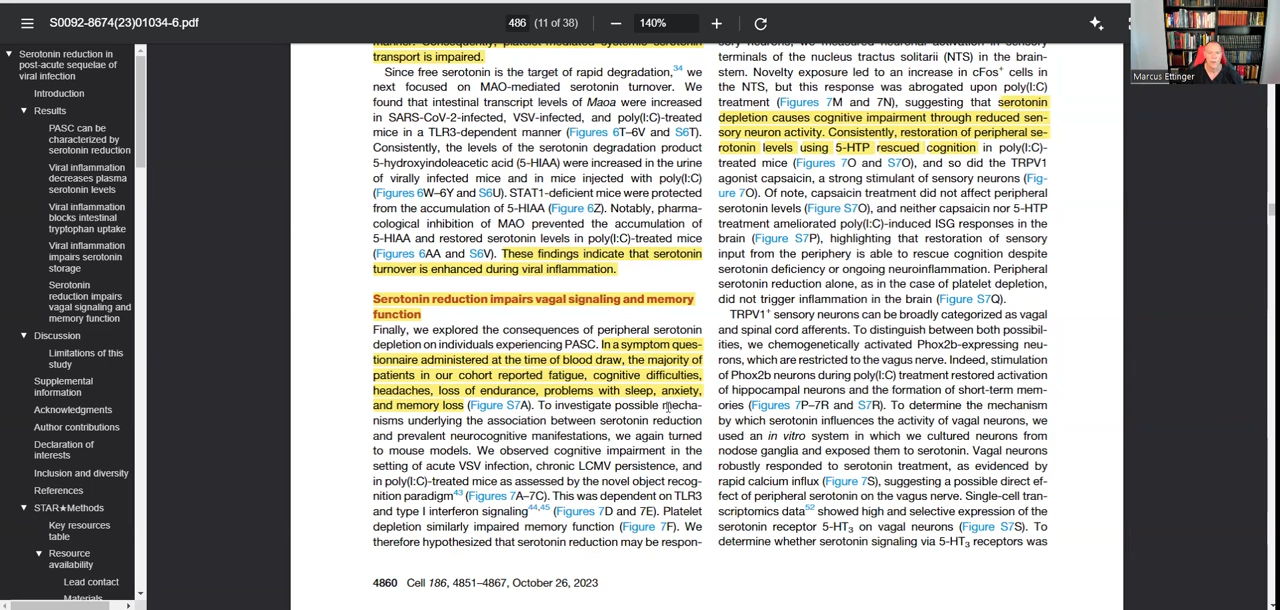 S0092-8674(23)01034-6.pdf
486 (11 of 38)
140%
Marcus Ettinger
Serotonin reduction in
post-acute sequelae of
viral infection
Introduction
Results
PASC can be
characterized by
serotonin reduction
Viral inflammation
decreases plasma
serotonin levels
Viral inflammation
blocks intestinal
tryptophan uptake
Viral inflammation
impairs serotonin
storage
Serotonin
reduction impairs
vagal signaling and
memory function
Discussion
Limitations of this
study
Supplemental
information
Acknowledgments
Author contributions
Declaration of
interests
Inclusion and diversity
References
STAR★Methods
Key resources
table
Resource
availability
Lead contact
Materials
manner. Consequently, platelet-mediated systemic serotonin
transport is impaired.
Since free serotonin is the target of rapid degradation,34 we
next focused on MAO-mediated serotonin turnover. We
found that intestinal transcript levels of Maoa were increased
in SARS-CoV-2-infected, VSV-infected, and poly(I:C)-treated
mice in a TLR3-dependent manner (Figures 6T–6V and S6T).
Consistently, the levels of the serotonin degradation product
5-hydroxyindoleacetic acid (5-HIAA) were increased in the urine
of virally infected mice and in mice injected with poly(I:C)
(Figures 6W–6Y and S6U). STAT1-deficient mice were protected
from the accumulation of 5-HIAA (Figure 6Z). Notably, pharma-
cological inhibition of MAO prevented the accumulation of
5-HIAA and restored serotonin levels in poly(I:C)-treated mice
(Figures 6AA and S6V). These findings indicate that serotonin
turnover is enhanced during viral inflammation.
Serotonin reduction impairs vagal signaling and memory
function
Finally, we explored the consequences of peripheral serotonin
depletion on individuals experiencing PASC. In a symptom ques-
tionnaire administered at the time of blood draw, the majority of
patients in our cohort reported fatigue, cognitive difficulties,
headaches, loss of endurance, problems with sleep, anxiety,
and memory loss (Figure S7A). To investigate possible mecha-
nisms underlying the association between serotonin reduction
and prevalent neurocognitive manifestations, we again turned
to mouse models. We observed cognitive impairment in the
setting of acute VSV infection, chronic LCMV persistence, and
in poly(I:C)-treated mice as assessed by the novel object recog-
nition paradigm43 (Figures 7A–7C). This was dependent on TLR3
and type I interferon signaling44,45 (Figures 7D and 7E). Platelet
depletion similarly impaired memory function (Figure 7F). We
therefore hypothesized that serotonin reduction may be respon-
sory neurons, we measured neuronal activation in sensory
terminals of the nucleus tractus solitarii (NTS) in the brain-
stem. Novelty exposure led to an increase in cFos+ cells in
the NTS, but this response was abrogated upon poly(I:C)
treatment (Figures 7M and 7N), suggesting that serotonin
depletion causes cognitive impairment through reduced sen-
sory neuron activity. Consistently, restoration of peripheral se-
rotonin levels using 5-HTP rescued cognition in poly(I:C)-
treated mice (Figures 7O and S7O), and so did the TRPV1
agonist capsaicin, a strong stimulant of sensory neurons (Fig-
ure 7O). Of note, capsaicin treatment did not affect peripheral
serotonin levels (Figure S7O), and neither capsaicin nor 5-HTP
treatment ameliorated poly(I:C)-induced ISG responses in the
brain (Figure S7P), highlighting that restoration of sensory
input from the periphery is able to rescue cognition despite
serotonin deficiency or ongoing neuroinflammation. Peripheral
serotonin reduction alone, as in the case of platelet depletion,
did not trigger inflammation in the brain (Figure S7Q).
TRPV1+ sensory neurons can be broadly categorized as vagal
and spinal cord afferents. To distinguish between both possibil-
ities, we chemogenetically activated Phox2b-expressing neu-
rons, which are restricted to the vagus nerve. Indeed, stimulation
of Phox2b neurons during poly(I:C) treatment restored activation
of hippocampal neurons and the formation of short-term mem-
ories (Figures 7P–7R and S7R). To determine the mechanism
by which serotonin influences the activity of vagal neurons, we
used an in vitro system in which we cultured neurons from
nodose ganglia and exposed them to serotonin. Vagal neurons
robustly responded to serotonin treatment, as evidenced by
rapid calcium influx (Figure 7S), suggesting a possible direct ef-
fect of peripheral serotonin on the vagus nerve. Single-cell tran-
scriptomics data52 showed high and selective expression of the
serotonin receptor 5-HT3 on vagal neurons (Figure S7S). To
determine whether serotonin signaling via 5-HT3 receptors was
4860 Cell 186, 4851–4867, October 26, 2023